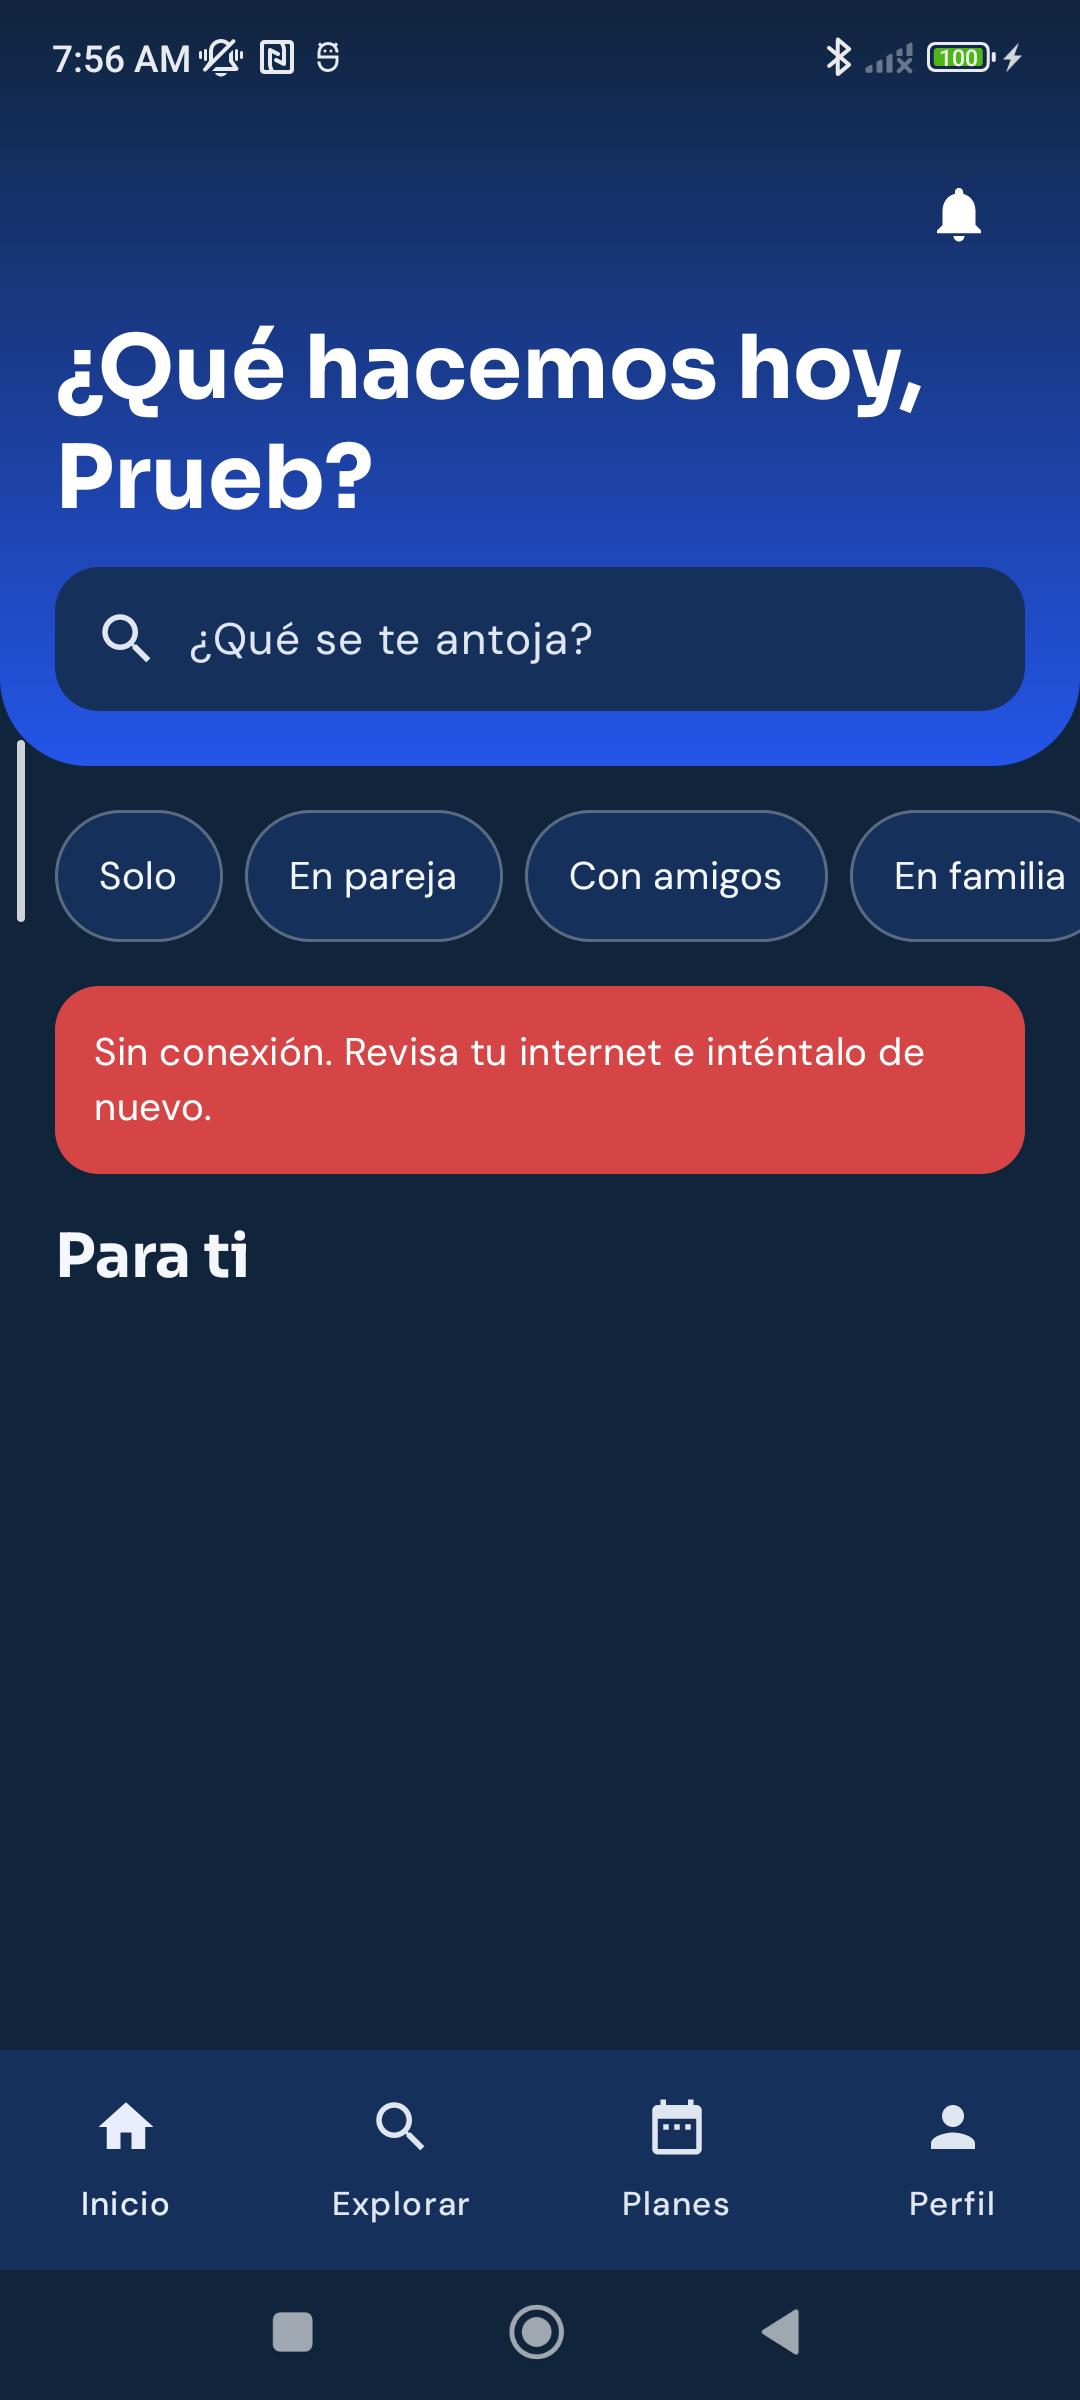 7:56 AM
100
¿Qué hacemos hoy,
Prueb?
¿Qué se te antoja?
Solo
En pareja
Con amigos
En familia
Sin conexión. Revisa tu internet e inténtalo de
nuevo.
Para ti
Inicio
Explorar
Planes
Perfil